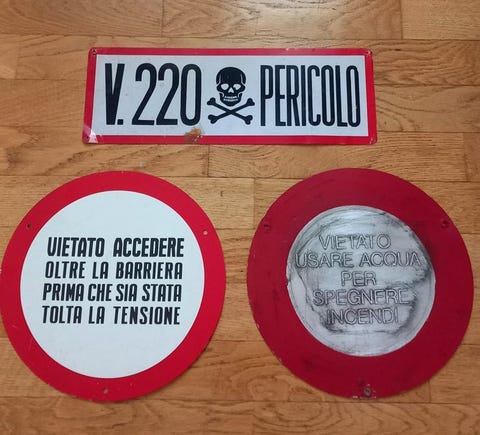 V. 220 PERICOLO
VIETATO ACCEDERE
OLTRE LA BARRIERA
PRIMA CHE SIA STATA
TOLTA LA TENSIONE
VIETATO
USARE ACQUA
PER
SPEGNERE
INCENDI